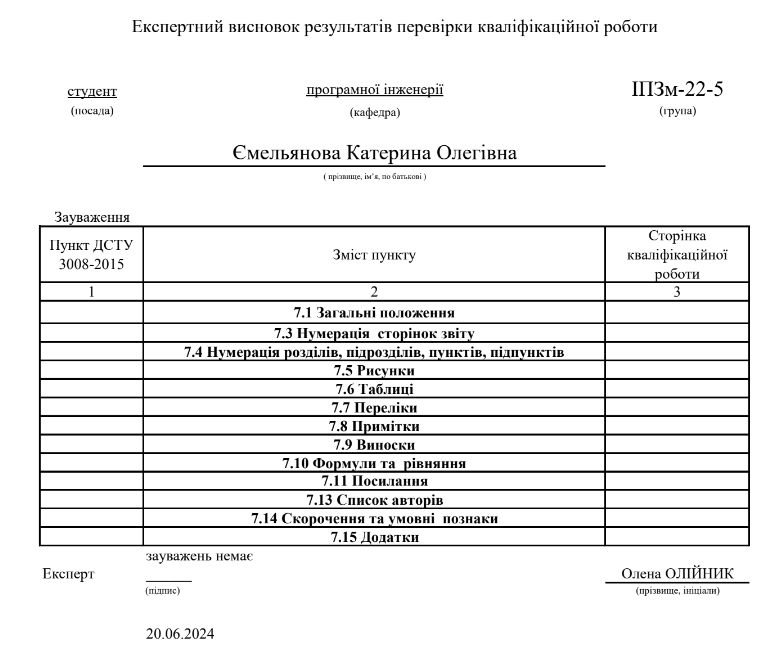 Експертний висновок результатів перевірки кваліфікаційної роботи
студент програмної інженерії ІПЗм-22-5
(посада) (кафедра) (група)
Ємельянова Катерина Олегівна
( прізвище, ім'я, по батькові )
Зауваження
Пункт ДСТУ 3008-2015 Зміст пункту Сторінка кваліфікаційної роботи
1 2 3
7.1 Загальні положення
7.3 Нумерація сторінок звіту
7.4 Нумерація розділів, підрозділів, пунктів, підпунктів
7.5 Рисунки
7.6 Таблиці
7.7 Переліки
7.8 Примітки
7.9 Виноски
7.10 Формули та рівняння
7.11 Посилання
7.13 Список авторів
7.14 Скорочення та умовні познаки
7.15 Додатки
зауважень немає
Експерт Олена ОЛІЙНИК
(підпис) (прізвище, ініціали)
20.06.2024